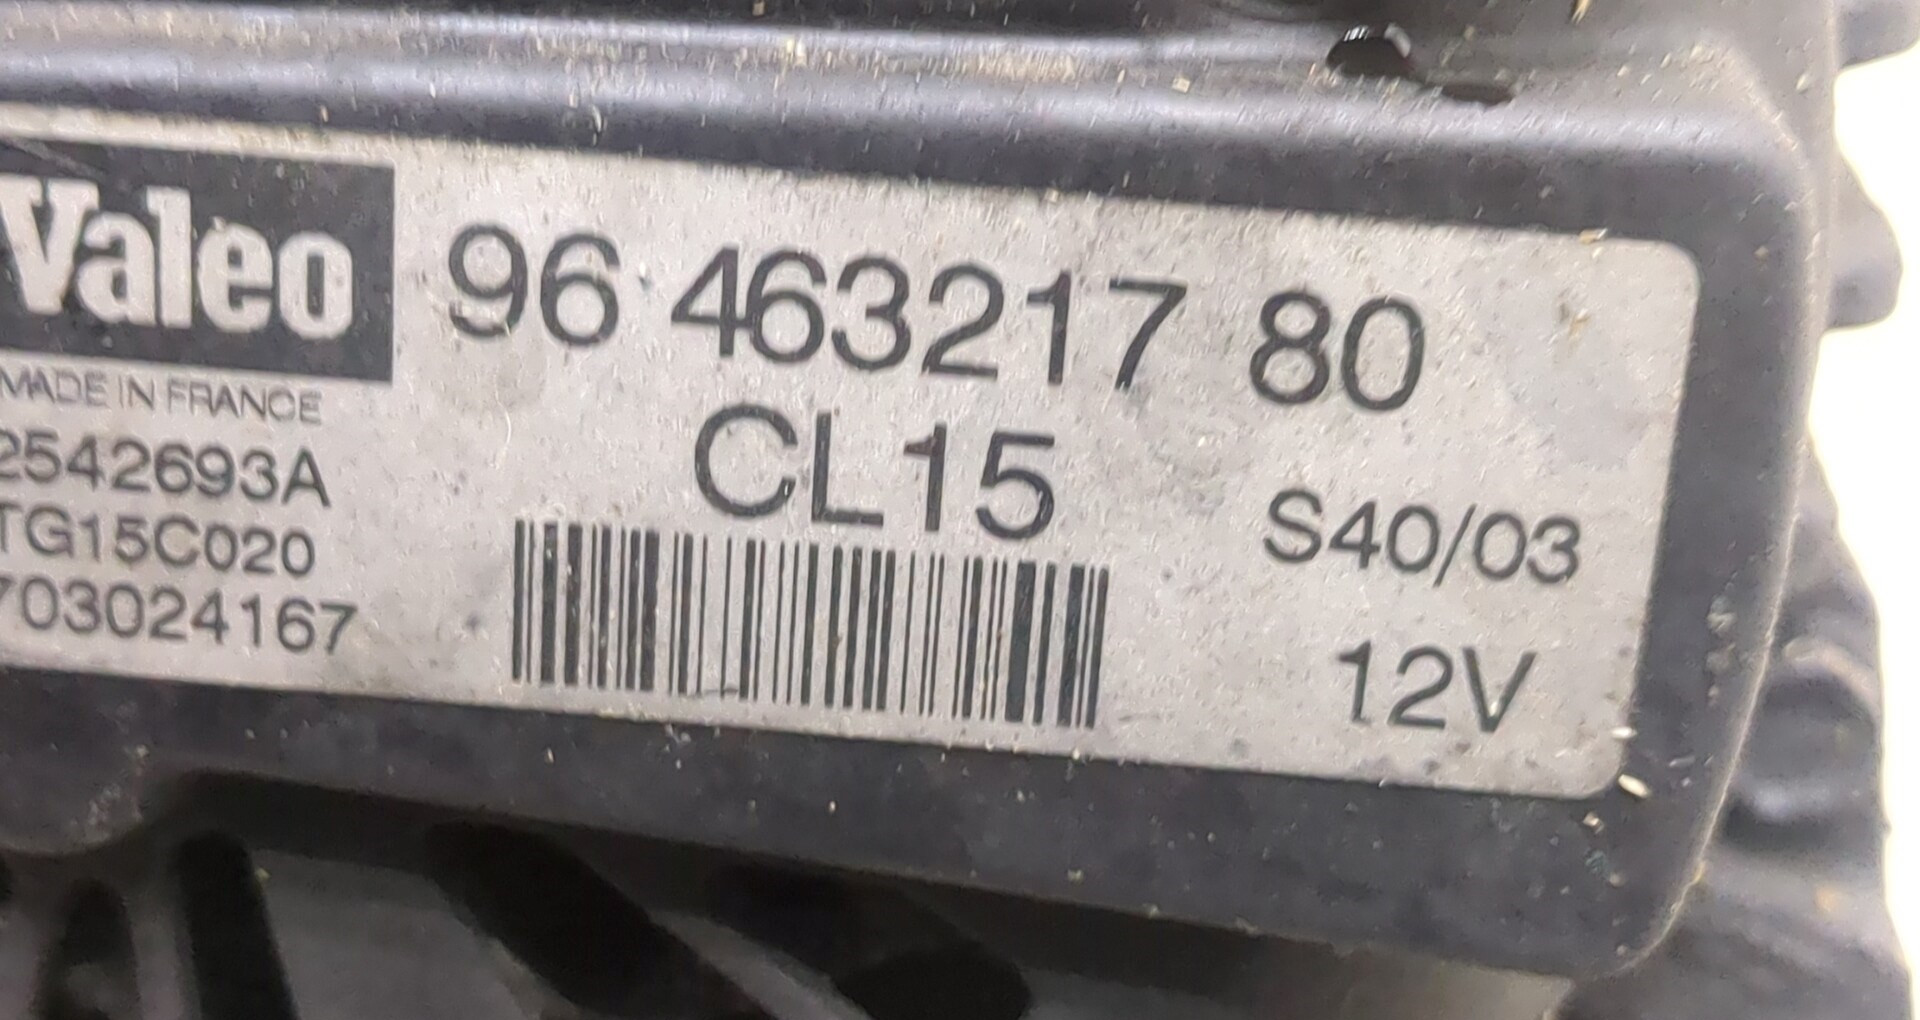 Valeo
96 463217 80
MADE IN FRANCE
CL15
2542693A
TG15C020
S40/03
703024167
12V